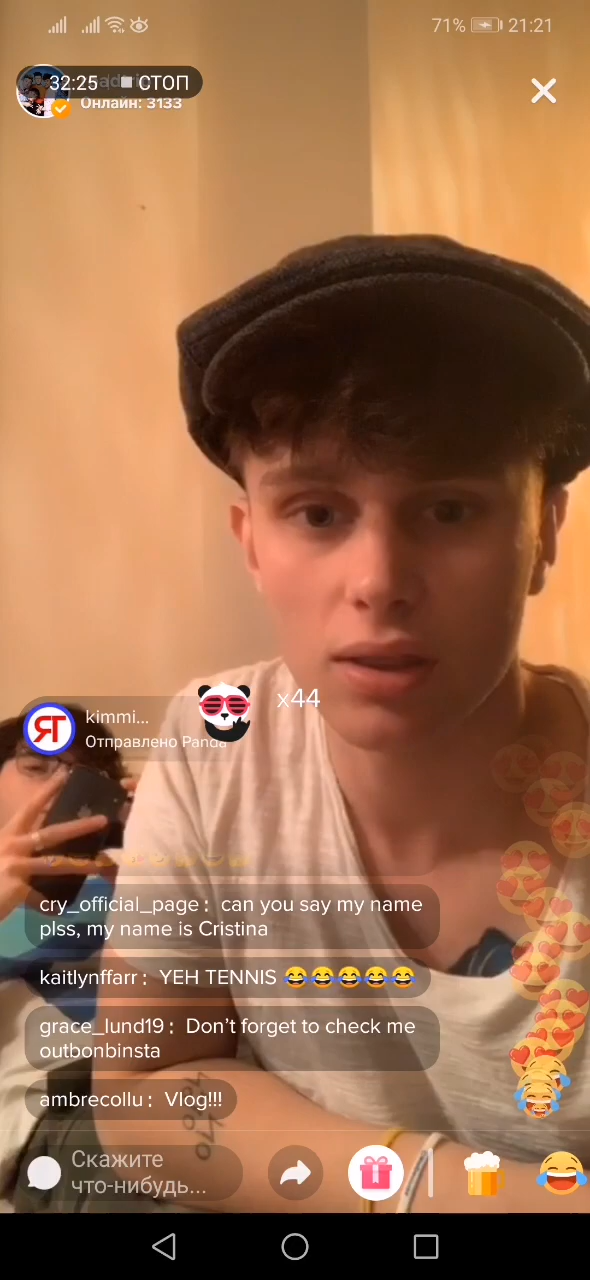 71% 21:21
32:25 СТОП
Онлайн: 3133
x44
ЯТ kimmi...
Отправлено Panda
cry_official_page : can you say my name
plss, my name is Cristina
kaitlynffarr : YEH TENNIS 😂😂😂😂😂
grace_lund19 : Don't forget to check me
outbonbinsta
ambrecollu : Vlog!!!
Скажите
что-нибудь...